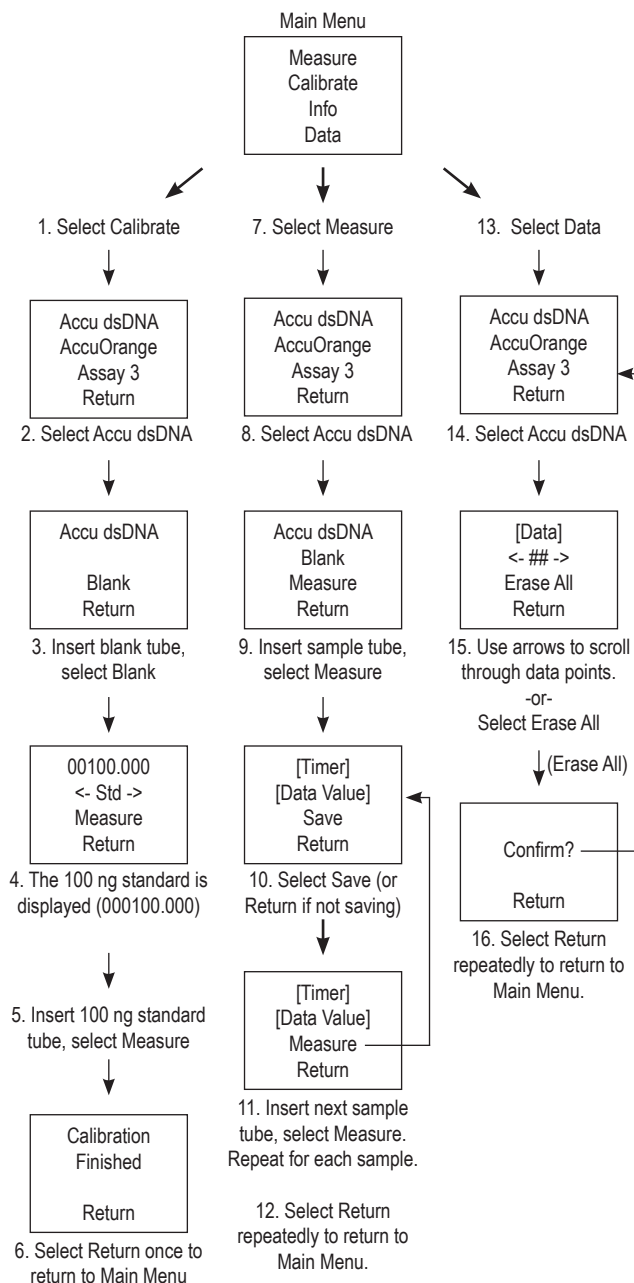 Main Menu
Measure
Calibrate
Info
Data
1. Select Calibrate
Accu dsDNA
AccuOrange
Assay 3
Return
2. Select Accu dsDNA
Accu dsDNA
Blank
Return
3. Insert blank tube,
select Blank
00100.000
<- Std ->
Measure
Return
4. The 100 ng standard is
displayed (000100.000)
5. Insert 100 ng standard
tube, select Measure
Calibration
Finished
Return
6. Select Return once to
return to Main Menu
7. Select Measure
Accu dsDNA
AccuOrange
Assay 3
Return
8. Select Accu dsDNA
Accu dsDNA
Blank
Measure
Return
9. Insert sample tube,
select Measure
[Timer]
[Data Value]
Save
Return
10. Select Save (or
Return if not saving)
[Timer]
[Data Value]
Measure
Return
11. Insert next sample
tube, select Measure.
Repeat for each sample.
12. Select Return
repeatedly to return to
Main Menu.
13. Select Data
Accu dsDNA
AccuOrange
Assay 3
Return
14. Select Accu dsDNA
[Data]
<- ## ->
Erase All
Return
15. Use arrows to scroll
through data points.
-or-
Select Erase All
(Erase All)
Confirm?
Return
16. Select Return
repeatedly to return to
Main Menu.